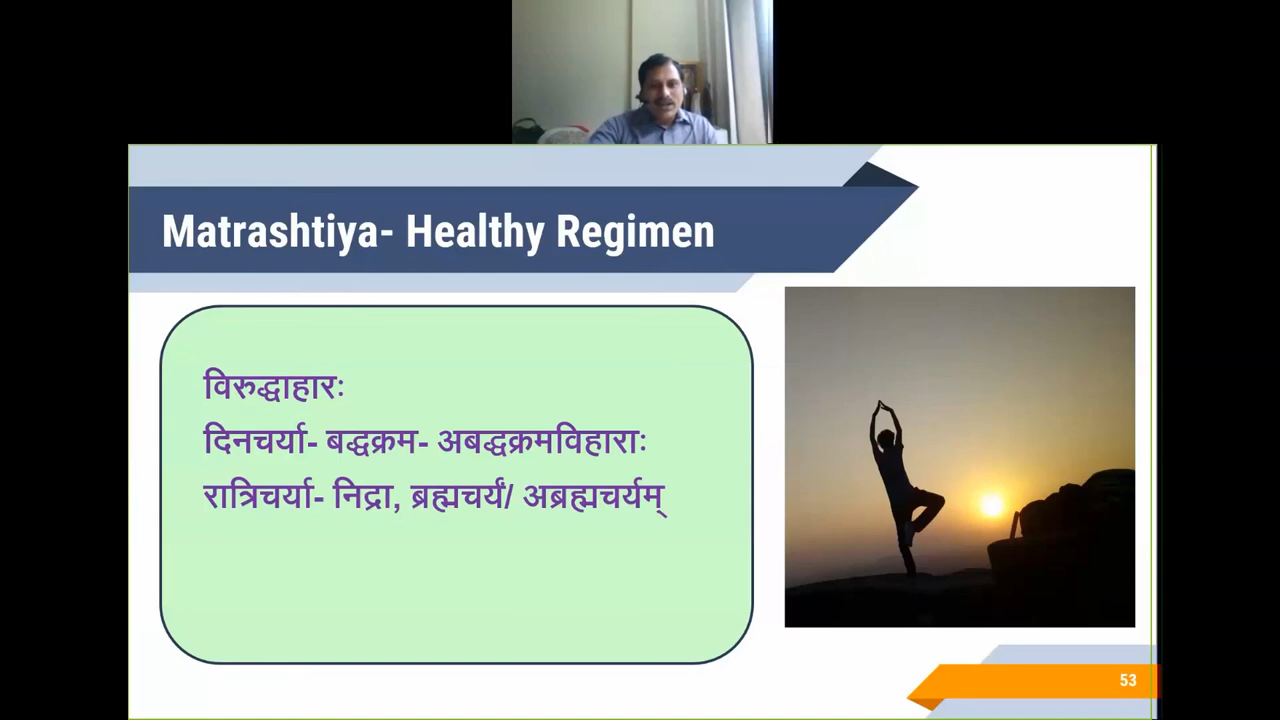 Matrashtiya- Healthy Regimen
विरुद्धाहारः
दिनचर्या- बद्धक्रम- अबद्धक्रमविहाराः
रात्रिचर्या- निद्रा, ब्रह्मचर्यं/ अब्रह्मचर्यम्
53